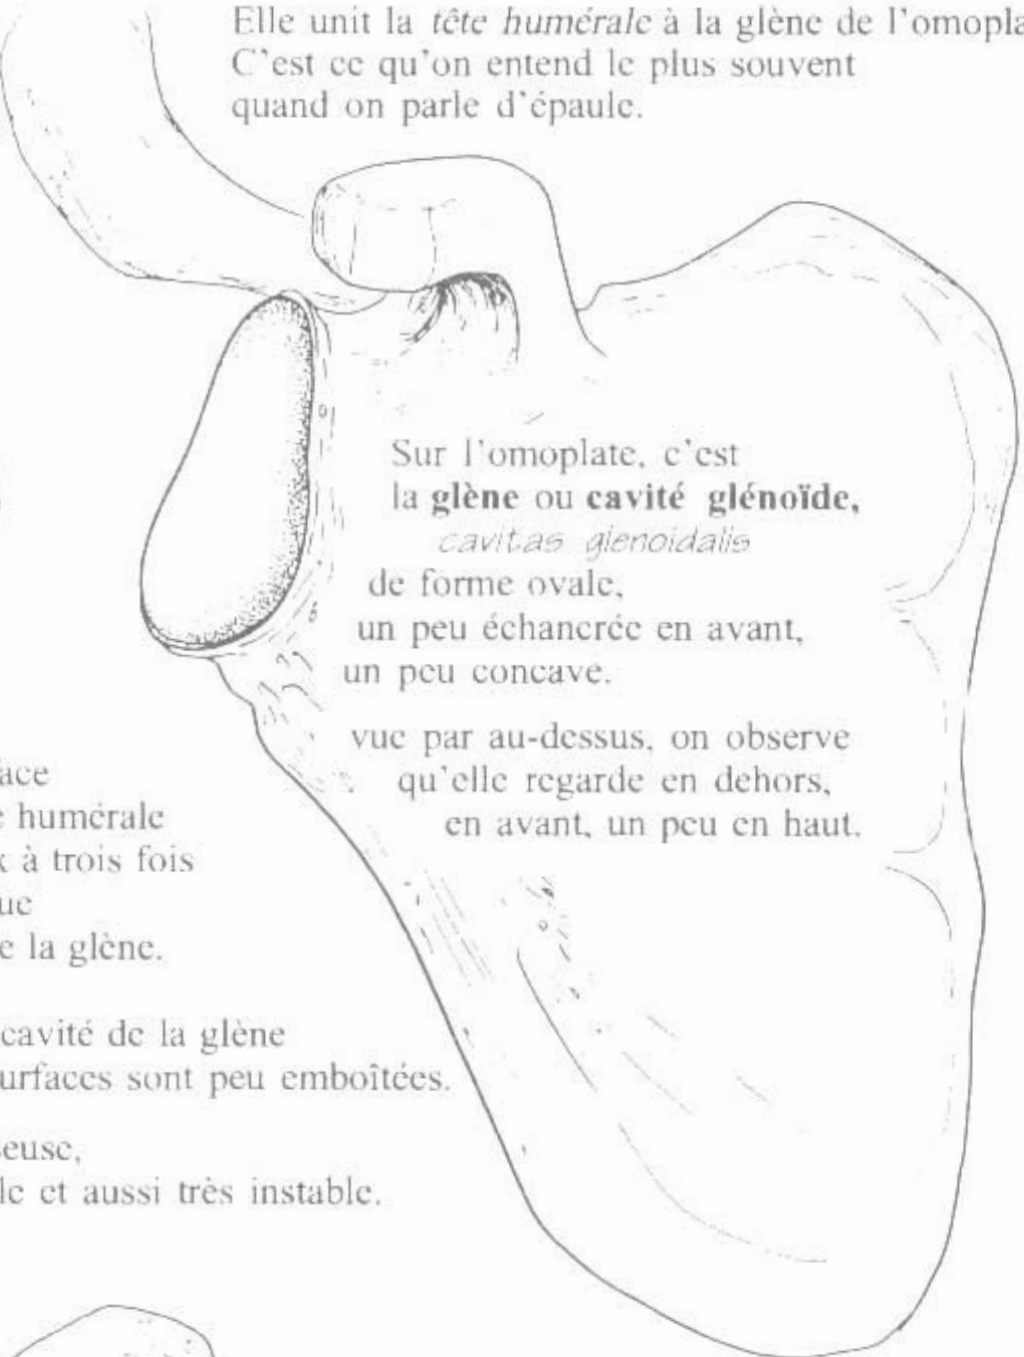 Elle unit la tête humérale à la glène de l'omopla
C'est ce qu'on entend le plus souvent
quand on parle d'épaule.
Sur l'omoplate, c'est
la glène ou cavité glénoïde,
cavitas glenoidalis
de forme ovale,
un peu échancrée en avant,
un peu concave.
vue par au-dessus, on observe
qu'elle regarde en dehors,
en avant, un peu en haut.
ace
humérale
à trois fois
ue
e la glène.
cavité de la glène
urfaces sont peu emboîtées.
euse,
le et aussi très instable.